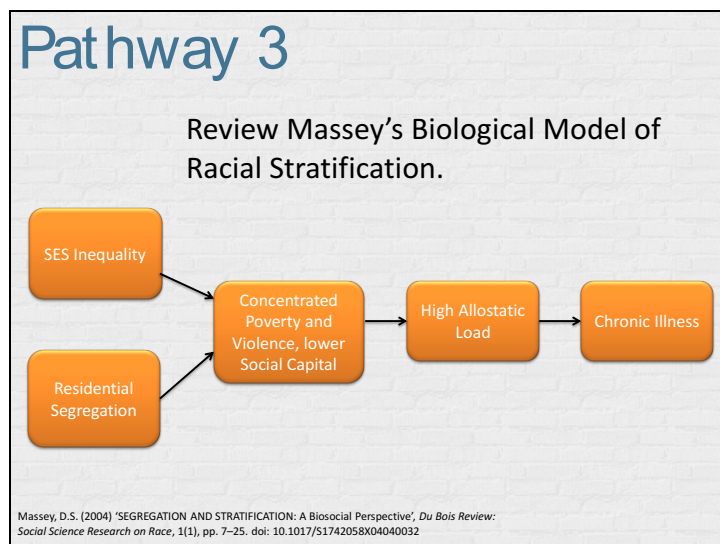 Pathway 3
Review Massey’s Biological Model of
Racial Stratification.
SES Inequality
Residential
Segregation
Concentrated
Poverty and
Violence, lower
Social Capital
High Allostatic
Load
Chronic Illness
Massey, D.S. (2004) ‘SEGREGATION AND STRATIFICATION: A Biosocial Perspective’, Du Bois Review:
Social Science Research on Race, 1(1), pp. 7–25. doi: 10.1017/S1742058X04040032